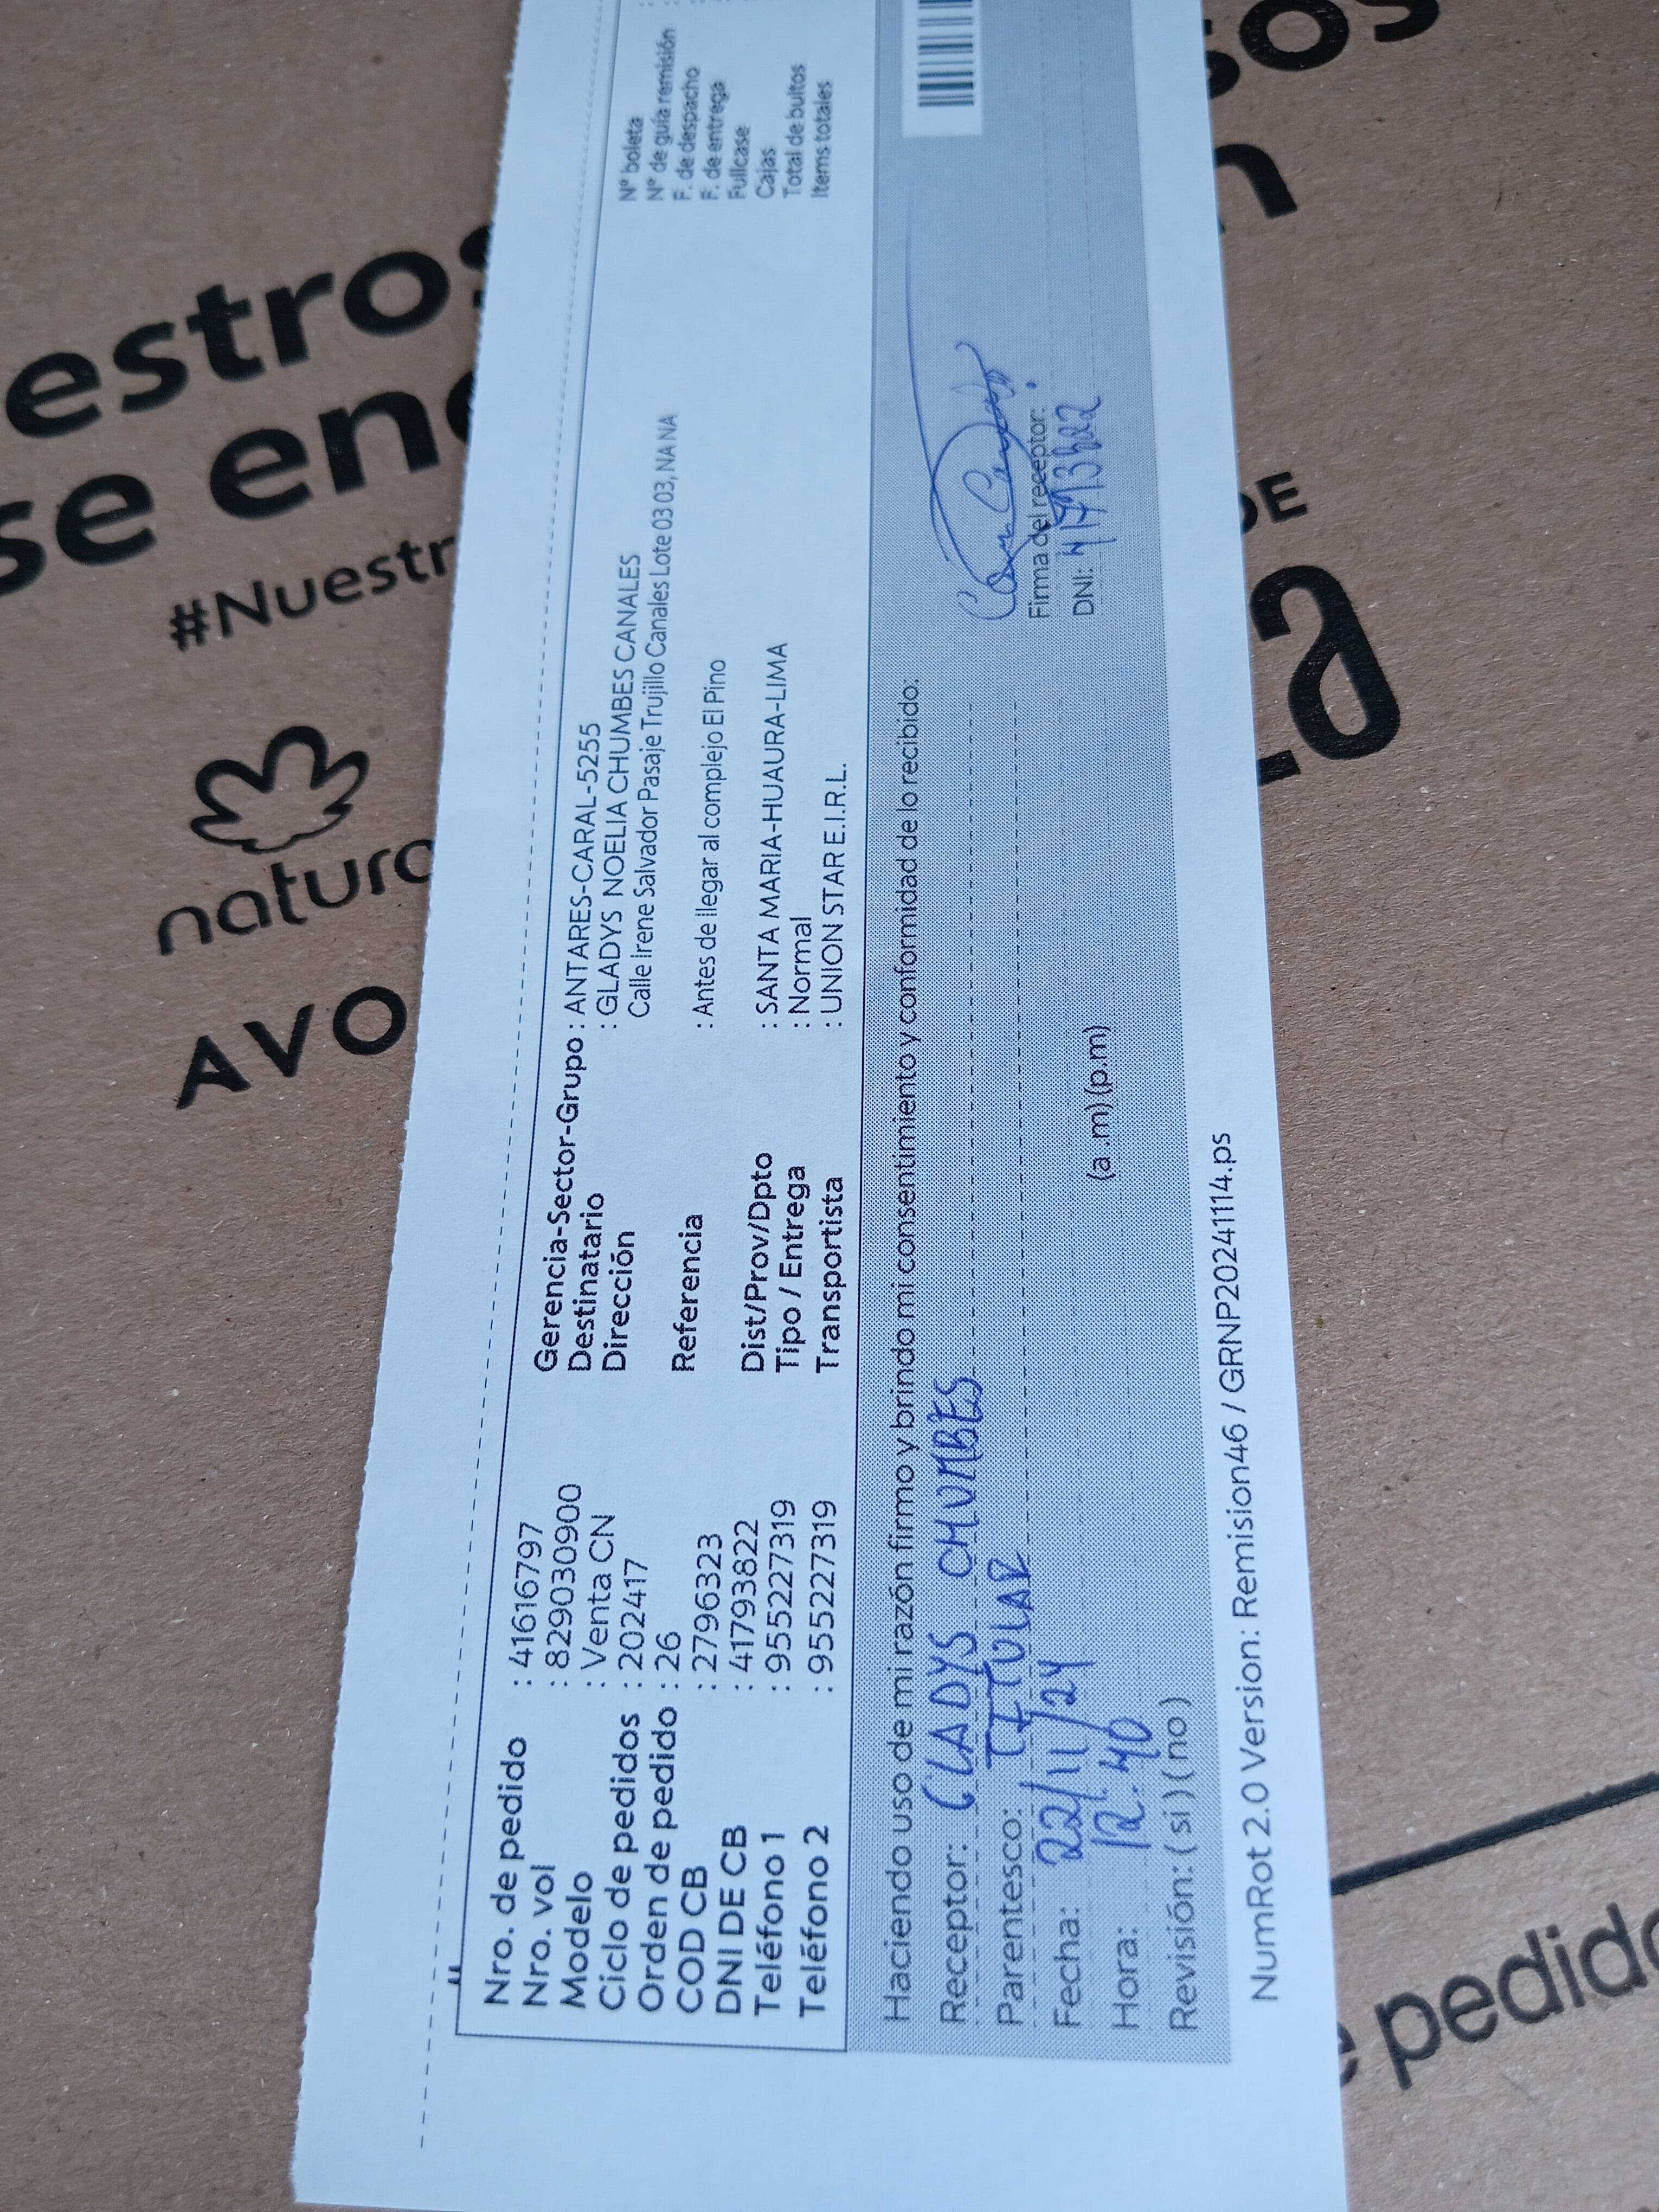 Nro. de pedido : 41616797
Nro. vol : 829030900
Modelo : Venta CN
Ciclo de pedidos : 202417
Orden de pedido : 26
COD CB : 2796323
DNI DE CB : 41793822
Teléfono 1 : 955227319
Teléfono 2 : 955227319
Gerencia-Sector-Grupo : ANTARES-CARAL-5255
Destinatario : GLADYS NOELIA CHUMBES CANALES
Dirección Calle Irene Salvador Pasaje Trujillo Canales Lote 03 03, NA NA
Referencia : Antes de llegar al complejo El Pino
Dist/Prov/Dpto : SANTA MARIA-HUAURA-LIMA
Tipo / Entrega : Normal
Transportista : UNION STAR E.I.R.L.
N° boleta
N° de guía remisión
F. de despacho
F. de entrega
Fullcase
Cajas
Total de bultos
Items totales
Haciendo uso de mi razón firmo y brindo mi consentimiento y conformidad de lo recibido:
Receptor: GLADYS CHUMBES
Parentesco: TITULAR
Fecha: 22/11/24
Hora: 12:40 (a.m) (p.m)
Revisión: ( si ) ( no )
Firma del receptor:
DNI: 41793822
NumRot 2.0 Version: Remision46 / GRNP20241114.ps
estros
se enc
#Nuestr
natura
AVO
DE
pedido